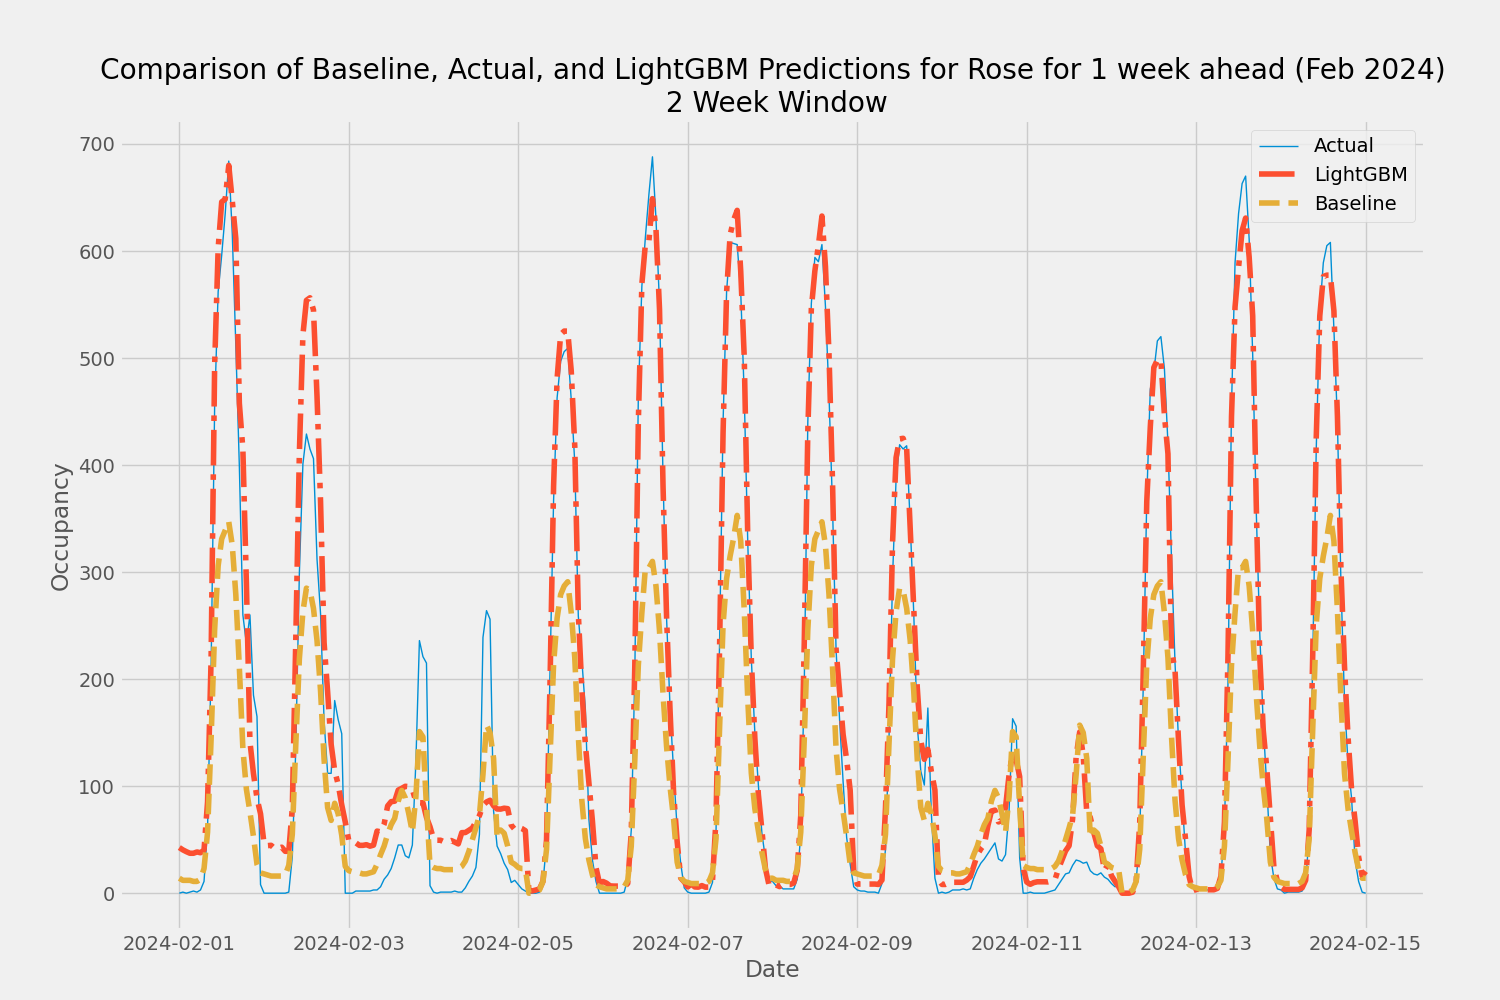 Comparison of Baseline, Actual, and LightGBM Predictions for Rose for 1 week ahead (Feb 2024)
2 Week Window
Actual
LightGBM
Baseline
Occupancy
700
600
500
400
300
200
100
0
2024-02-01 2024-02-03 2024-02-05 2024-02-07 2024-02-09 2024-02-11 2024-02-13 2024-02-15
Date